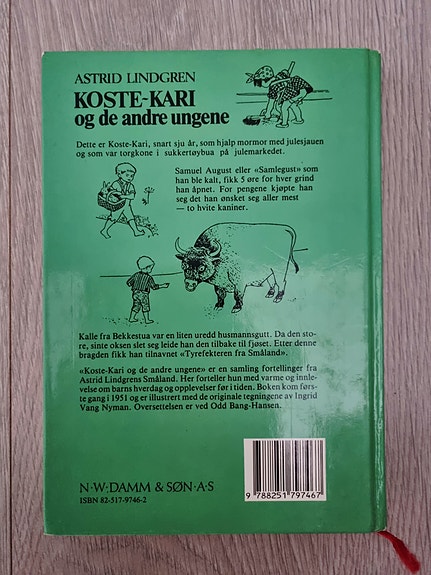 ASTRID LINDGREN
KOSTE-KARI
og de andre ungene
Dette er Koste-Kari, snart sju år, som hjalp mormor med julesjauen
og som var torgkone i sukkertøybua på julemarkedet.
Samuel August eller «Samlegust» som
han ble kalt, fikk 5 øre for hver grind
han åpnet. For pengene kjøpte han
seg det han ønsket seg aller mest
— to hvite kaniner.
Kalle fra Bekkestua var en liten uredd husmannsgutt. Da den sto-
re, sinte oksen slet seg leide han den tilbake til fjøset. Etter denne
bragden fikk han tilnavnet «Tyrefekteren fra Småland».
«Koste-Kari og de andre ungene» er en samling fortellinger fra
Astrid Lindgrens Småland. Her forteller hun med varme og innle-
velse om barns hverdag og opplevelser før i tiden. Boken kom førs-
te gang i 1951 og er illustrert med de originale tegningene av Ingrid
Vang Nyman. Oversettelsen er ved Odd Bang-Hansen.
N·W·DAMM & SØN·A·S
ISBN 82-517-9746-2
9 788251 797467